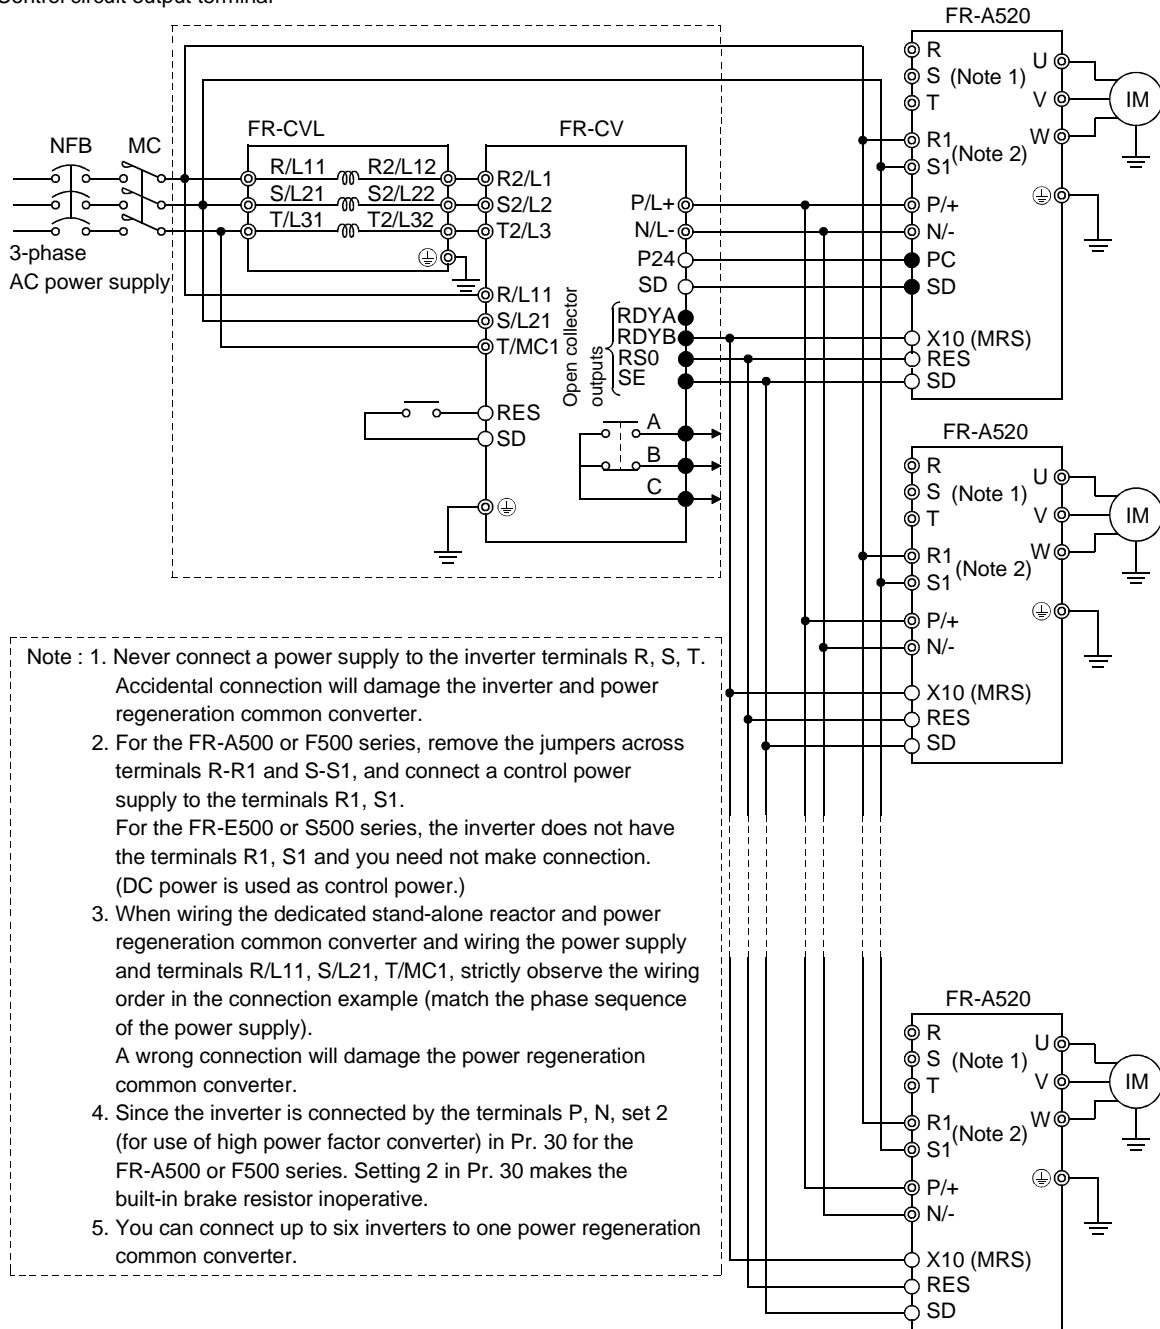 Control circuit output terminal
FR-A520
R
S (Note 1)
T
R1
S1
(Note 2)
P/+
N/-
PC
SD
X10 (MRS)
RES
SD
U
V
W
IM
NFB
MC
3-phase
AC power supply
FR-CVL
R/L11 R2/L12
S/L21 S2/L22
T/L31 T2/L32
FR-CV
R2/L1
S2/L2
T2/L3
R/L11
S/L21
T/MC1
RES
SD
P/L+
N/L-
P24
SD
Open collector
outputs
RDYA
RDYB
RS0
SE
A
B
C
FR-A520
R
S (Note 1)
T
R1
S1
(Note 2)
P/+
N/-
X10 (MRS)
RES
SD
U
V
W
IM
Note : 1. Never connect a power supply to the inverter terminals R, S, T.
Accidental connection will damage the inverter and power
regeneration common converter.
2. For the FR-A500 or F500 series, remove the jumpers across
terminals R-R1 and S-S1, and connect a control power
supply to the terminals R1, S1.
For the FR-E500 or S500 series, the inverter does not have
the terminals R1, S1 and you need not make connection.
(DC power is used as control power.)
3. When wiring the dedicated stand-alone reactor and power
regeneration common converter and wiring the power supply
and terminals R/L11, S/L21, T/MC1, strictly observe the wiring
order in the connection example (match the phase sequence
of the power supply).
A wrong connection will damage the power regeneration
common converter.
4. Since the inverter is connected by the terminals P, N, set 2
(for use of high power factor converter) in Pr. 30 for the
FR-A500 or F500 series. Setting 2 in Pr. 30 makes the
built-in brake resistor inoperative.
5. You can connect up to six inverters to one power regeneration
common converter.
FR-A520
R
S (Note 1)
T
R1
S1
(Note 2)
P/+
N/-
X10 (MRS)
RES
SD
U
V
W
IM